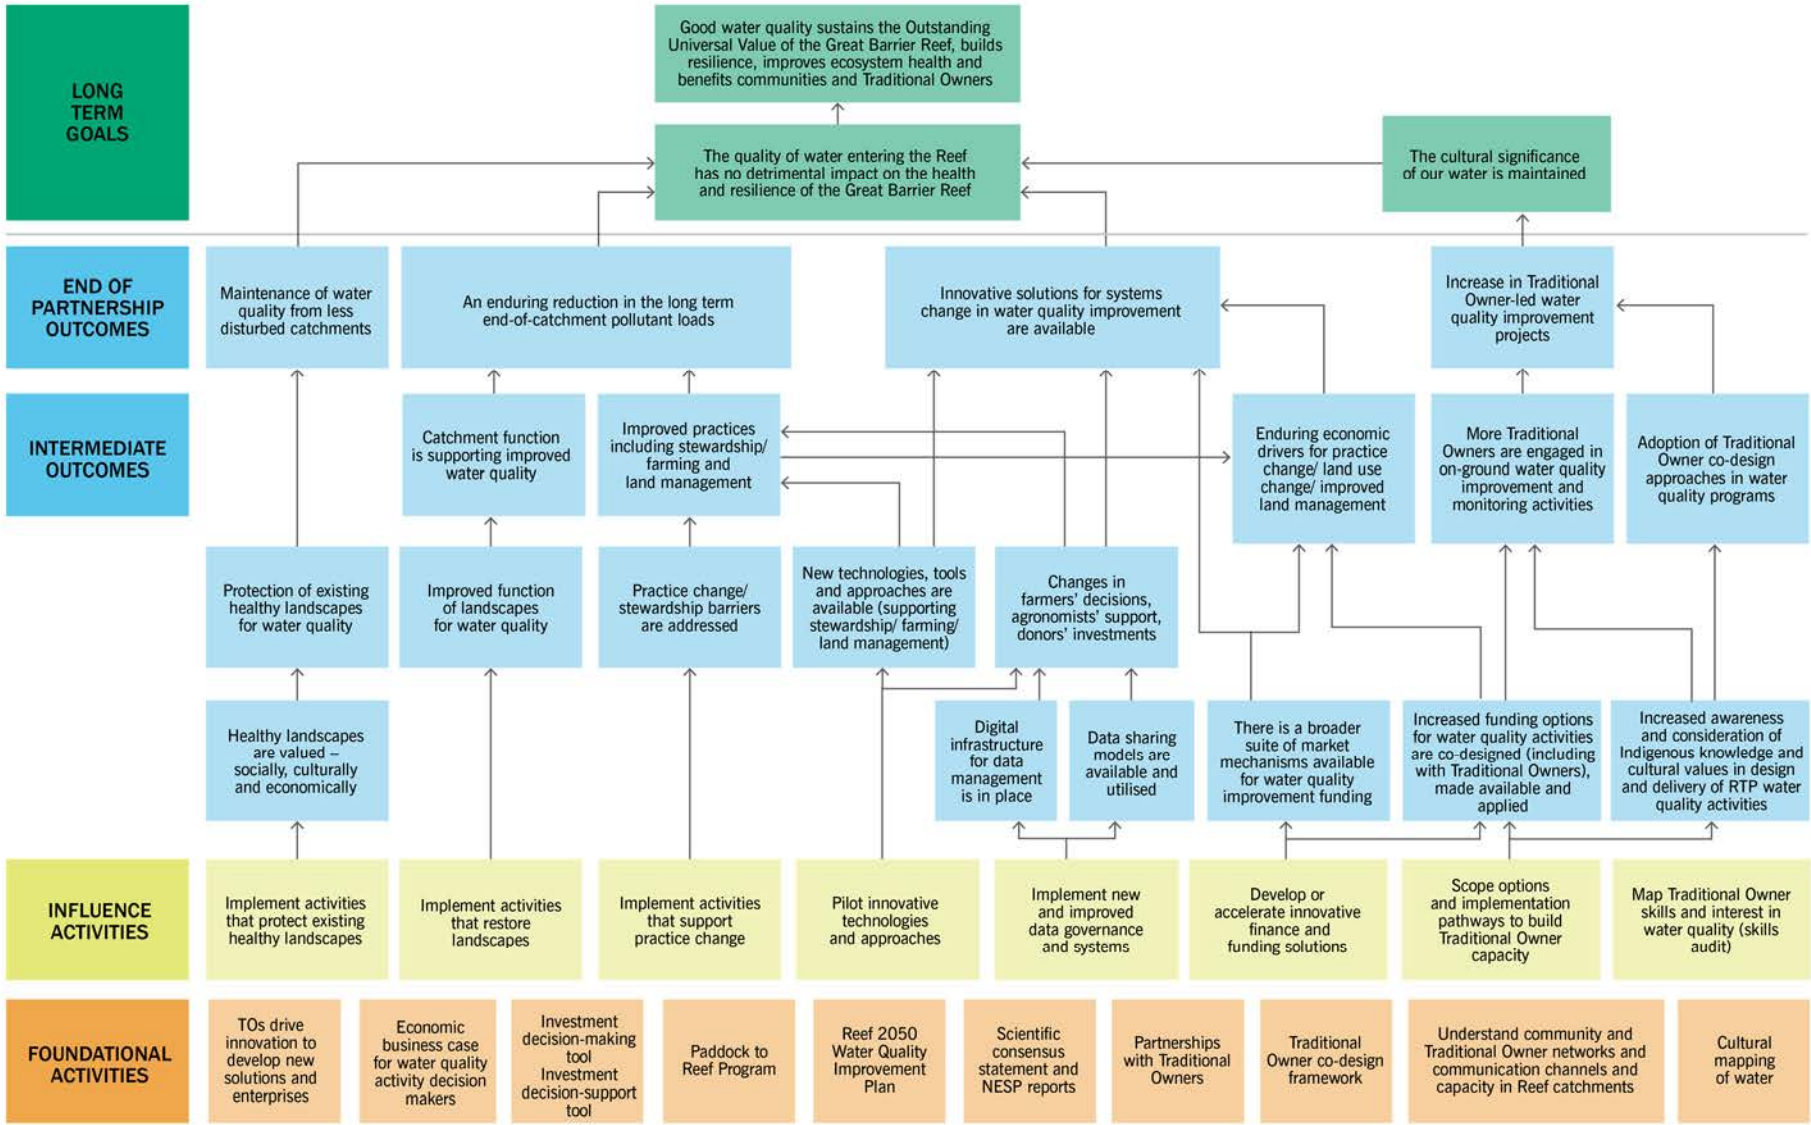 LONG
TERM
GOALS
Good water quality sustains the Outstanding
Universal Value of the Great Barrier Reef, builds
resilience, improves ecosystem health and
benefits communities and Traditional Owners
The quality of water entering the Reef
has no detrimental impact on the health
and resilience of the Great Barrier Reef
The cultural significance
of our water is maintained
END OF
PARTNERSHIP
OUTCOMES
Maintenance of water
quality from less
disturbed catchments
An enduring reduction in the long term
end-of-catchment pollutant loads
Innovative solutions for systems
change in water quality improvement
are available
Increase in Traditional
Owner-led water
quality improvement
projects
INTERMEDIATE
OUTCOMES
Catchment function
is supporting improved
water quality
Improved practices
including stewardship/
farming and
land management
Enduring economic
drivers for practice
change/ land use
change/ improved
land management
More Traditional
Owners are engaged in
on-ground water quality
improvement and
monitoring activities
Adoption of Traditional
Owner co-design
approaches in water
quality programs
Protection of existing
healthy landscapes
for water quality
Improved function
of landscapes
for water quality
Practice change/
stewardship barriers
are addressed
New technologies, tools
and approaches are
available (supporting
stewardship/ farming/
land management)
Changes in
farmers' decisions,
agronomists' support,
donors' investments
Healthy landscapes
are valued –
socially, culturally
and economically
Digital
infrastructure
for data
management
is in place
Data sharing
models are
available and
utilised
There is a broader
suite of market
mechanisms available
for water quality
improvement funding
Increased funding options
for water quality activities
are co-designed (including
with Traditional Owners),
made available and
applied
Increased awareness
and consideration of
Indigenous knowledge and
cultural values in design
and delivery of RTP water
quality activities
INFLUENCE
ACTIVITIES
Implement activities
that protect existing
healthy landscapes
Implement activities
that restore
landscapes
Implement activities
that support
practice change
Pilot innovative
technologies
and approaches
Implement new
and improved
data governance
and systems
Develop or
accelerate innovative
finance and
funding solutions
Scope options
and implementation
pathways to build
Traditional Owner
capacity
Map Traditional Owner
skills and interest in
water quality (skills
audit)
FOUNDATIONAL
ACTIVITIES
TOs drive
innovation to
develop new
solutions and
enterprises
Economic
business case
for water quality
activity decision
makers
Investment
decision-making
tool
Investment
decision-support
tool
Paddock to
Reef Program
Reef 2050
Water Quality
Improvement
Plan
Scientific
consensus
statement and
NESP reports
Partnerships
with Traditional
Owners
Traditional
Owner co-design
framework
Understand community and
Traditional Owner networks and
communication channels and
capacity in Reef catchments
Cultural
mapping
of water